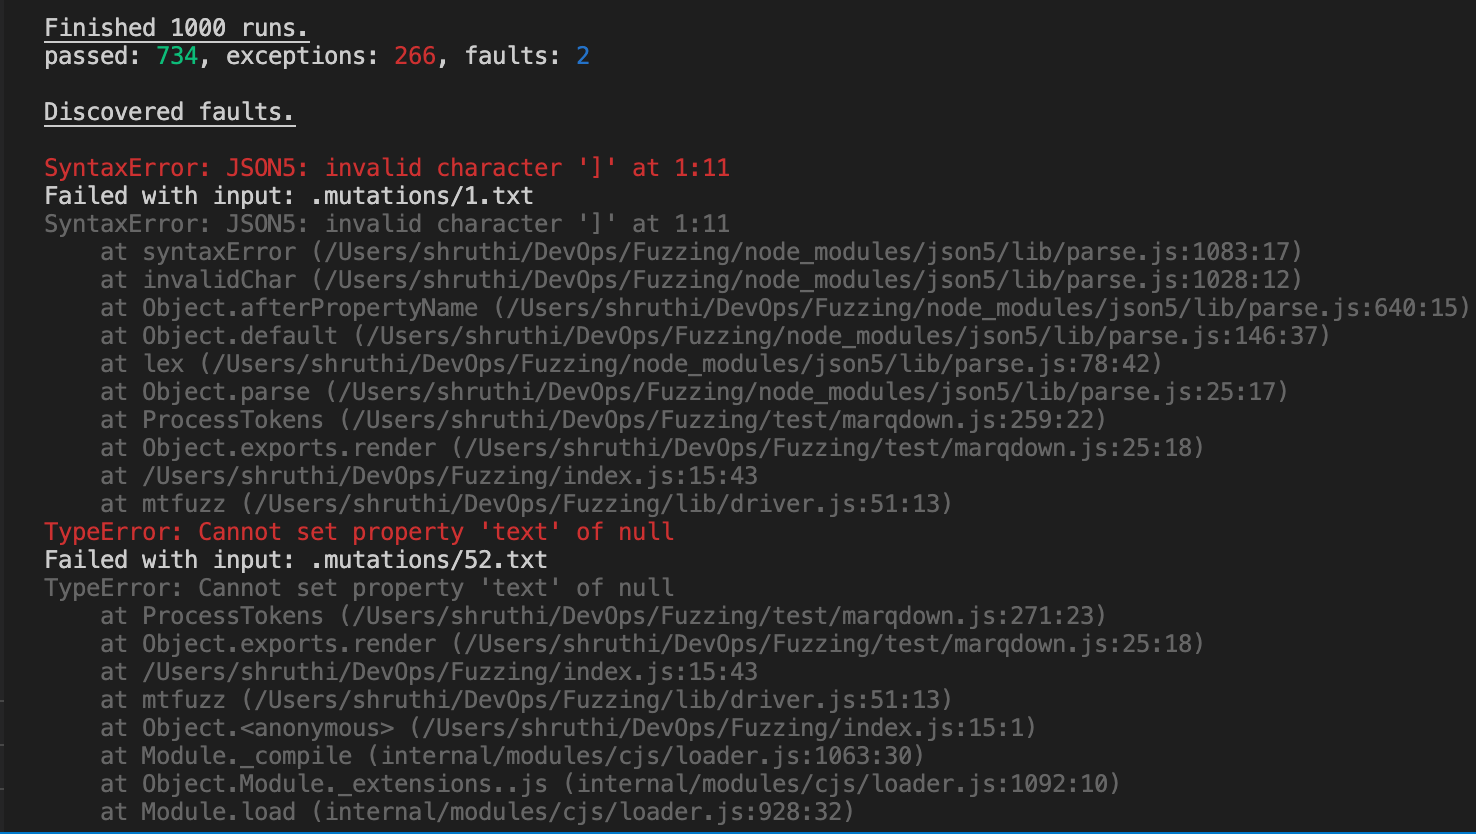 Finished 1000 runs.
passed: 734, exceptions: 266, faults: 2
Discovered faults.
SyntaxError: JSON5: invalid character ']' at 1:11
Failed with input: .mutations/1.txt
SyntaxError: JSON5: invalid character ']' at 1:11
    at syntaxError (/Users/shruthi/DevOps/Fuzzing/node_modules/json5/lib/parse.js:1083:17)
    at invalidChar (/Users/shruthi/DevOps/Fuzzing/node_modules/json5/lib/parse.js:1028:12)
    at Object.afterPropertyName (/Users/shruthi/DevOps/Fuzzing/node_modules/json5/lib/parse.js:640:15)
    at Object.default (/Users/shruthi/DevOps/Fuzzing/node_modules/json5/lib/parse.js:146:37)
    at lex (/Users/shruthi/DevOps/Fuzzing/node_modules/json5/lib/parse.js:78:42)
    at Object.parse (/Users/shruthi/DevOps/Fuzzing/node_modules/json5/lib/parse.js:25:17)
    at ProcessTokens (/Users/shruthi/DevOps/Fuzzing/test/marqdown.js:259:22)
    at Object.exports.render (/Users/shruthi/DevOps/Fuzzing/test/marqdown.js:25:18)
    at /Users/shruthi/DevOps/Fuzzing/index.js:15:43
    at mtfuzz (/Users/shruthi/DevOps/Fuzzing/lib/driver.js:51:13)
TypeError: Cannot set property 'text' of null
Failed with input: .mutations/52.txt
TypeError: Cannot set property 'text' of null
    at ProcessTokens (/Users/shruthi/DevOps/Fuzzing/test/marqdown.js:271:23)
    at Object.exports.render (/Users/shruthi/DevOps/Fuzzing/test/marqdown.js:25:18)
    at /Users/shruthi/DevOps/Fuzzing/index.js:15:43
    at mtfuzz (/Users/shruthi/DevOps/Fuzzing/lib/driver.js:51:13)
    at Object.<anonymous> (/Users/shruthi/DevOps/Fuzzing/index.js:15:1)
    at Module._compile (internal/modules/cjs/loader.js:1063:30)
    at Object.Module._extensions..js (internal/modules/cjs/loader.js:1092:10)
    at Module.load (internal/modules/cjs/loader.js:928:32)